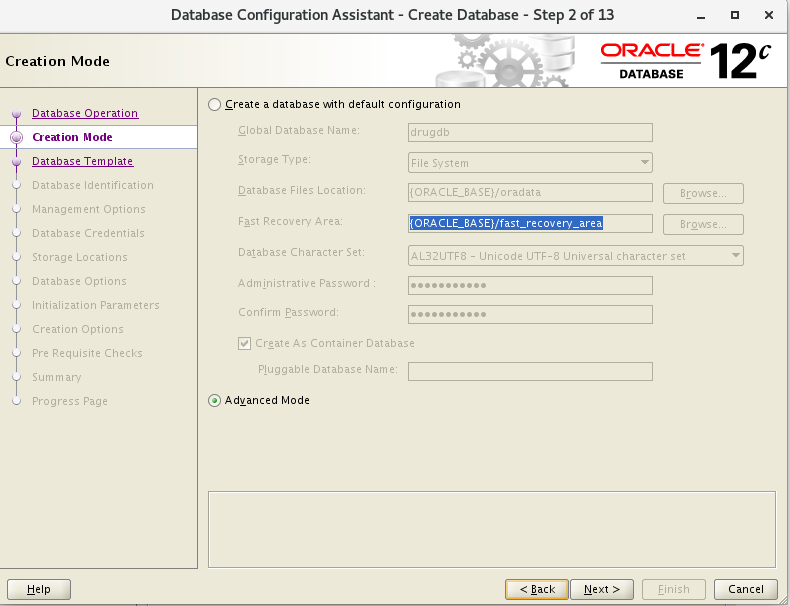 Database Configuration Assistant - Create Database - Step 2 of 13
Creation Mode
ORACLE
DATABASE
12c
Database Operation
Creation Mode
Database Template
Database Identification
Management Options
Database Credentials
Storage Locations
Database Options
Initialization Parameters
Creation Options
Pre Requisite Checks
Summary
Progress Page
Create a database with default configuration
Global Database Name: drugdb
Storage Type: File System
Database Files Location: {ORACLE_BASE}/oradata Browse...
Fast Recovery Area: {ORACLE_BASE}/fast_recovery_area Browse...
Database Character Set: AL32UTF8 - Unicode UTF-8 Universal character set
Administrative Password : •••••••••••
Confirm Password: •••••••••••
Create As Container Database
Pluggable Database Name:
Advanced Mode
Help < Back Next > Finish Cancel